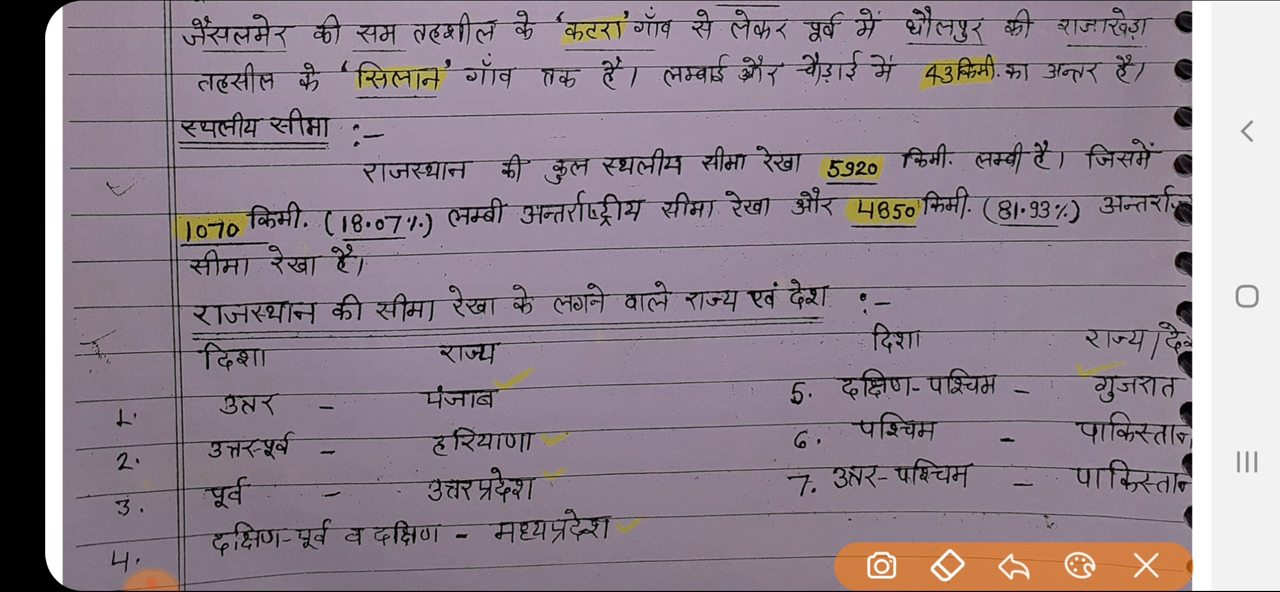 जैसलमेर की सम तहशील के 'कटरा' गाँव से लेकर पूर्व में धौलपुर की राजाखेड़ा
तहसील के 'सिलान' गाँव तक है। लम्बाई और चौड़ाई में 43किमी. का अन्तर है।
स्थलीय सीमा :-
राजस्थान की कुल स्थलीय सीमा रेखा 5920 किमी. लम्बी है। जिसमें
1070 किमी. (18.07%) लम्बी अन्तर्राष्ट्रीय सीमा रेखा और 4850 किमी. (81.93%) अन्तर्रा
सीमा रेखा है।
राजस्थान की सीमा रेखा के लगने वाले राज्य एवं देश :-
दिशा राज्य
1. उत्तर - पंजाब
2. उत्तर-पूर्व - हरियाणा
3. पूर्व - उत्तरप्रदेश
4. दक्षिण-पूर्व व दक्षिण - मध्यप्रदेश
दिशा राज्य/दे
5. दक्षिण-पश्चिम - गुजरात
6. पश्चिम - पाकिस्तान
7. उत्तर-पश्चिम - पाकिस्तान